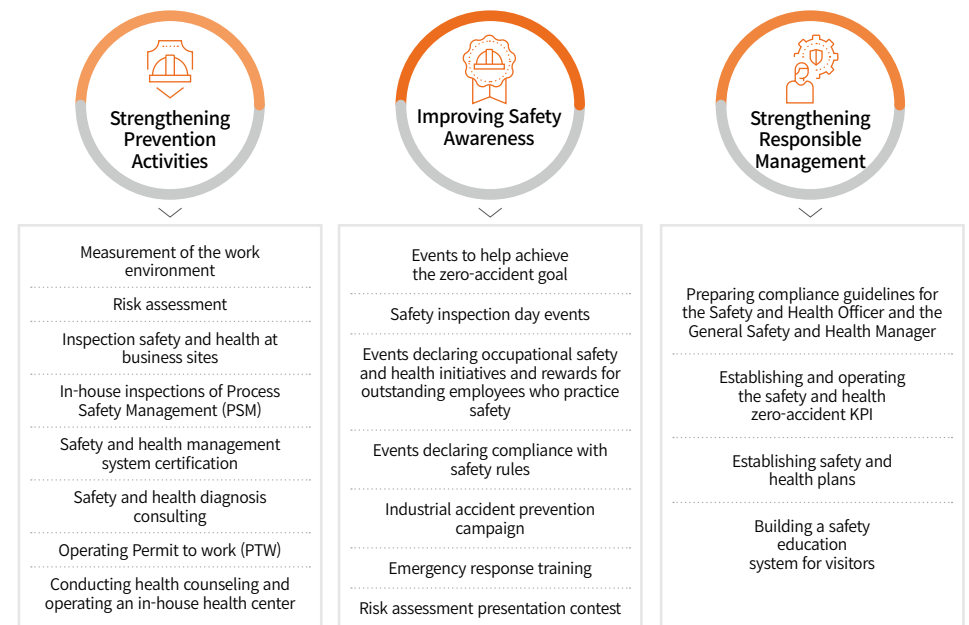 Strengthening
Prevention
Activities
Measurement of the work
environment
Risk assessment
Inspection safety and health at
business sites
In-house inspections of Process
Safety Management (PSM)
Safety and health management
system certification
Safety and health diagnosis
consulting
Operating Permit to work (PTW)
Conducting health counseling and
operating an in-house health center
Improving Safety
Awareness
Events to help achieve
the zero-accident goal
Safety inspection day events
Events declaring occupational safety
and health initiatives and rewards for
outstanding employees who practice
safety
Events declaring compliance with
safety rules
Industrial accident prevention
campaign
Emergency response training
Risk assessment presentation contest
Strengthening
Responsible
Management
Preparing compliance guidelines for
the Safety and Health Officer and the
General Safety and Health Manager
Establishing and operating
the safety and health
zero-accident KPI
Establishing safety and
health plans
Building a safety
education
system for visitors